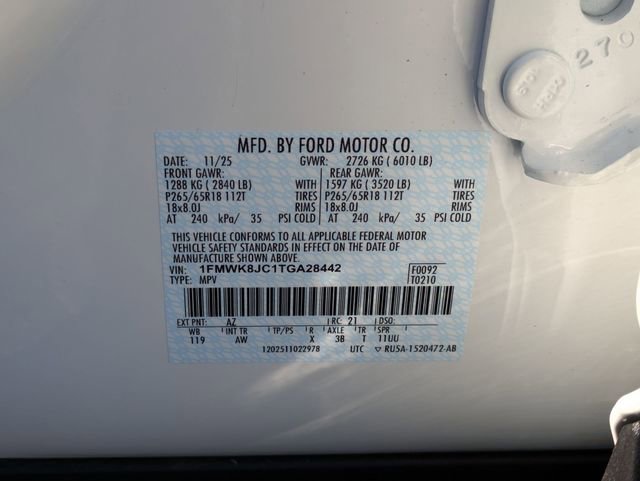 270
MFD. BY FORD MOTOR CO.
DATE: 11/25 GVWR: 2726 KG ( 6010 LB)
FRONT GAWR: REAR GAWR:
1288 KG ( 2840 LB) WITH 1597 KG ( 3520 LB) WITH
P265/65R18 112T TIRES P265/65R18 112T TIRES
18x8.0J RIMS 18x8.0J RIMS
AT 240 kPa/ 35 PSI COLD AT 240 kPa/ 35 PSI COLD
THIS VEHICLE CONFORMS TO ALL APPLICABLE FEDERAL MOTOR
VEHICLE SAFETY STANDARDS IN EFFECT ON THE DATE OF
MANUFACTURE SHOWN ABOVE.
VIN: 1FMWK8JC1TGA28442 F0092
TYPE: MPV T0210
EXT PNT: AZ RC: 21 DSO:
WB INT TR TP/PS R AXLE TR SPR
119 AW X 3B T 11UU
1202511022978 UTC ▽ RU5A-1520472-AB